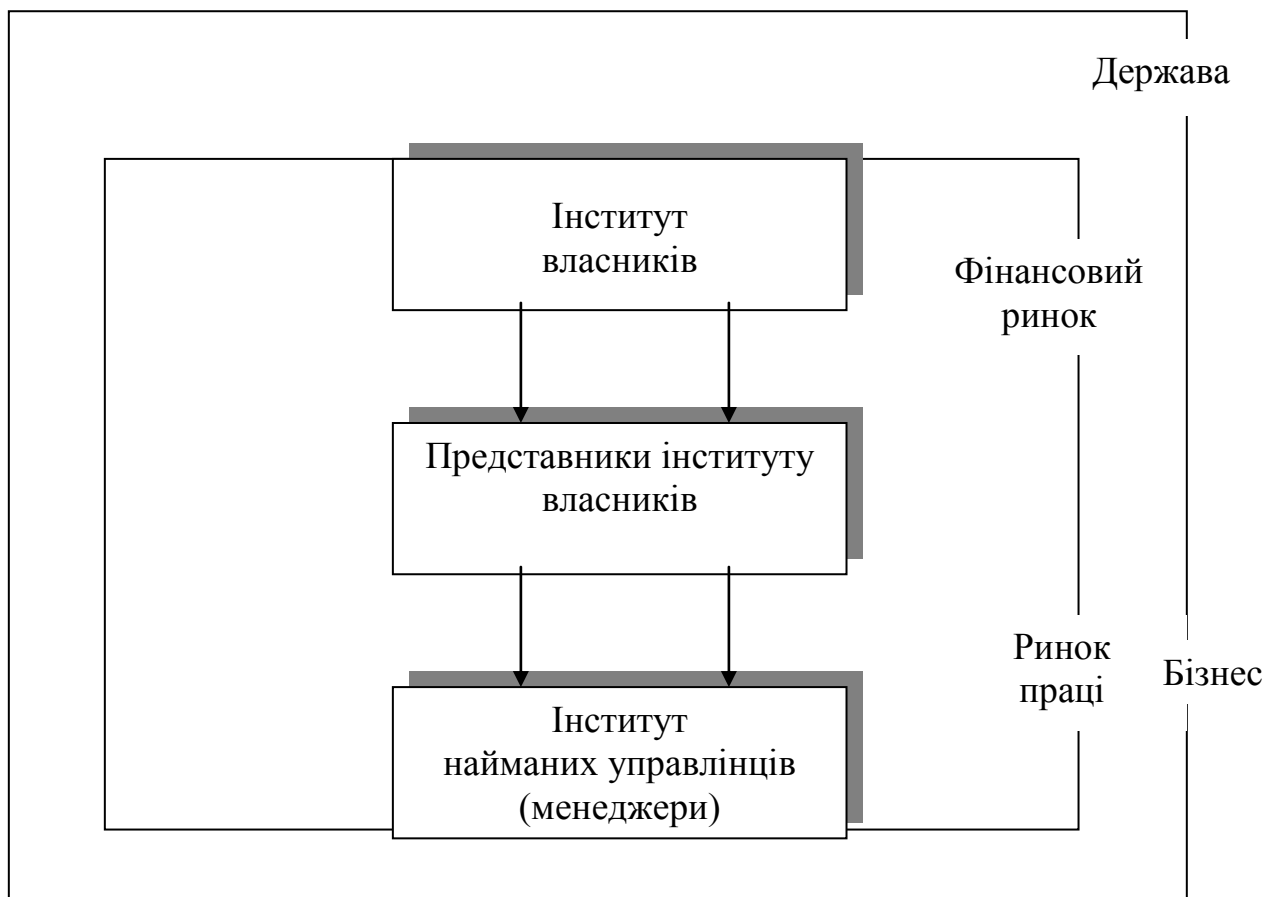 Держава
Інститут
власників
Фінансовий
ринок
Представники інституту
власників
Ринок
праці
Бізнес
Інститут
найманих управлінців
(менеджери)